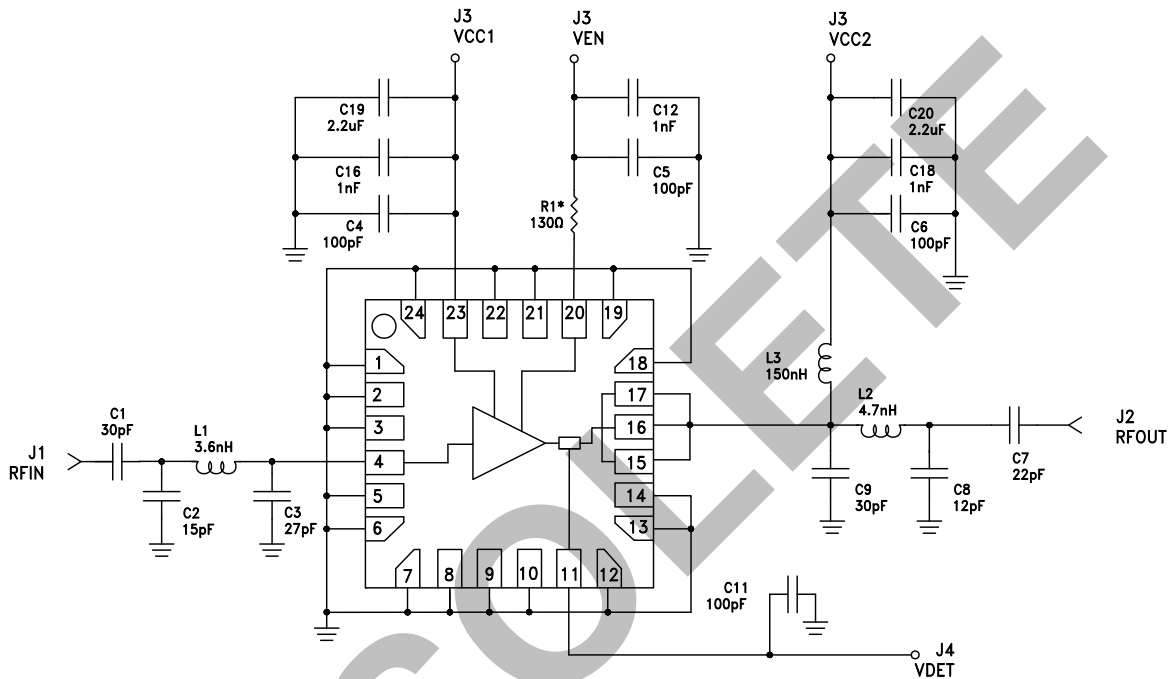 J3
VCC1
J3
VEN
J3
VCC2
C19
2.2uF
C16
1nF
C4
100pF
C12
1nF
C5
100pF
R1*
130Ω
C20
2.2uF
C18
1nF
C6
100pF
24
23
22
21
20
19
1
2
3
4
5
6
18
17
16
15
14
13
7
8
9
10
11
12
J1
RFIN
C1
30pF
L1
3.6nH
C2
15pF
C3
27pF
L3
150nH
L2
4.7nH
C9
30pF
C8
12pF
C7
22pF
J2
RFOUT
C11
100pF
J4
VDET
OLETE